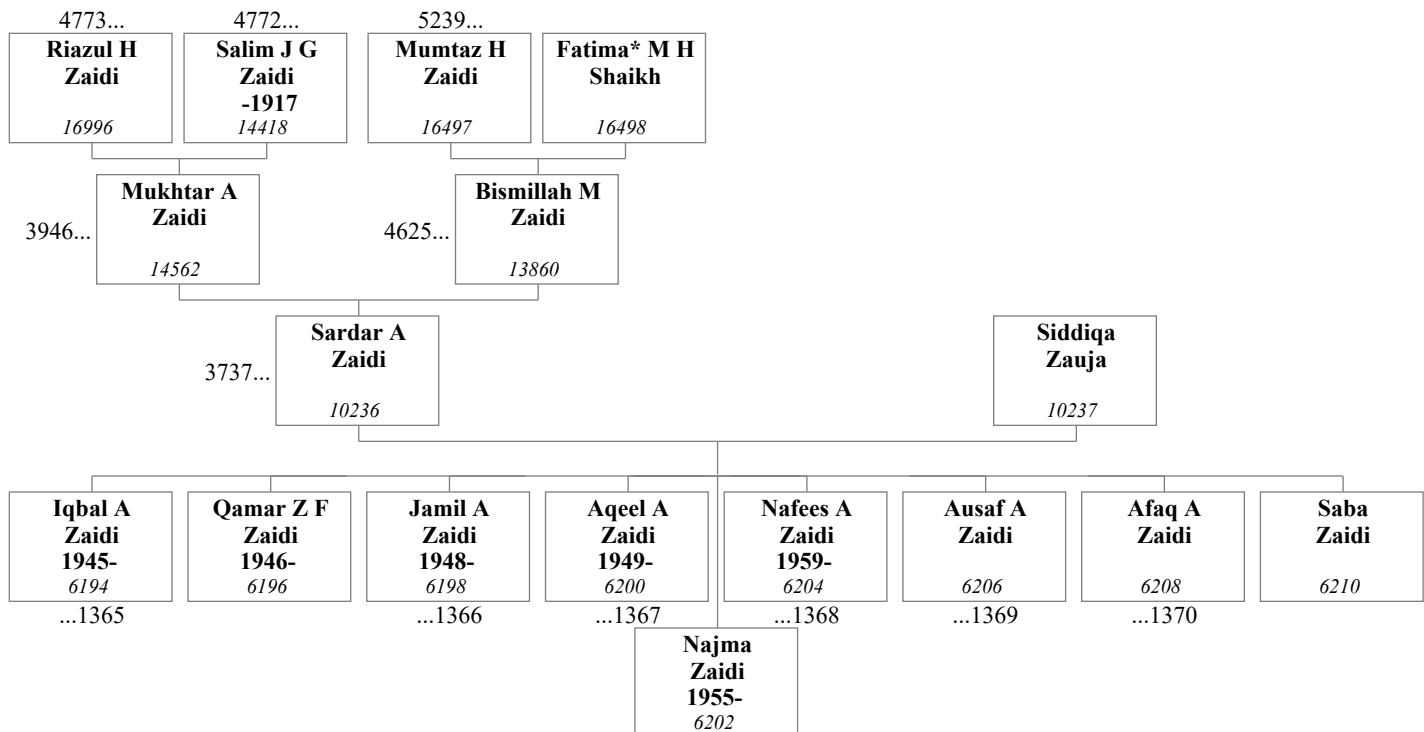 4773...
4772...
5239...
Riazul H
Zaidi
16996
Salim J G
Zaidi
-1917
14418
Mumtaz H
Zaidi
16497
Fatima* M H
Shaikh
16498
3946...
Mukhtar A
Zaidi
14562
4625...
Bismillah M
Zaidi
13860
3737...
Sardar A
Zaidi
10236
Siddiqa
Zauja
10237
Iqbal A
Zaidi
1945-
6194
...1365
Qamar Z F
Zaidi
1946-
6196
Jamil A
Zaidi
1948-
6198
...1366
Aqeel A
Zaidi
1949-
6200
...1367
Nafees A
Zaidi
1959-
6204
...1368
Ausaf A
Zaidi
6206
...1369
Afaq A
Zaidi
6208
...1370
Saba
Zaidi
6210
Najma
Zaidi
1955-
6202